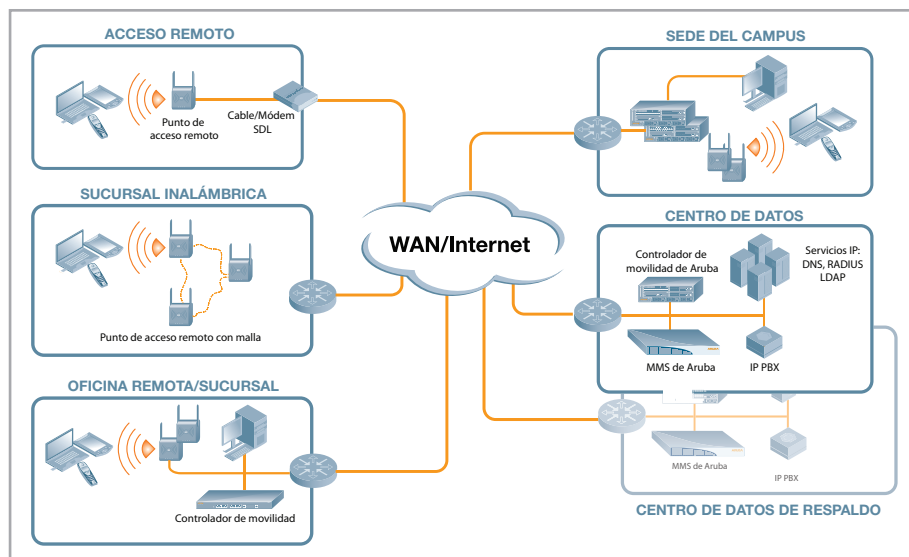 ACCESO REMOTO
Punto de
acceso remoto
Cable/Módem
SDL
SUCURSAL INALÁMBRICA
Punto de acceso remoto con malla
OFICINA REMOTA/SUCURSAL
Controlador de movilidad
WAN/Internet
SEDE DEL CAMPUS
CENTRO DE DATOS
Controlador de
movilidad de Aruba
Servicios IP:
DNS, RADIUS
LDAP
MMS de Aruba
IP PBX
MMS de Aruba
IP PBX
CENTRO DE DATOS DE RESPALDO